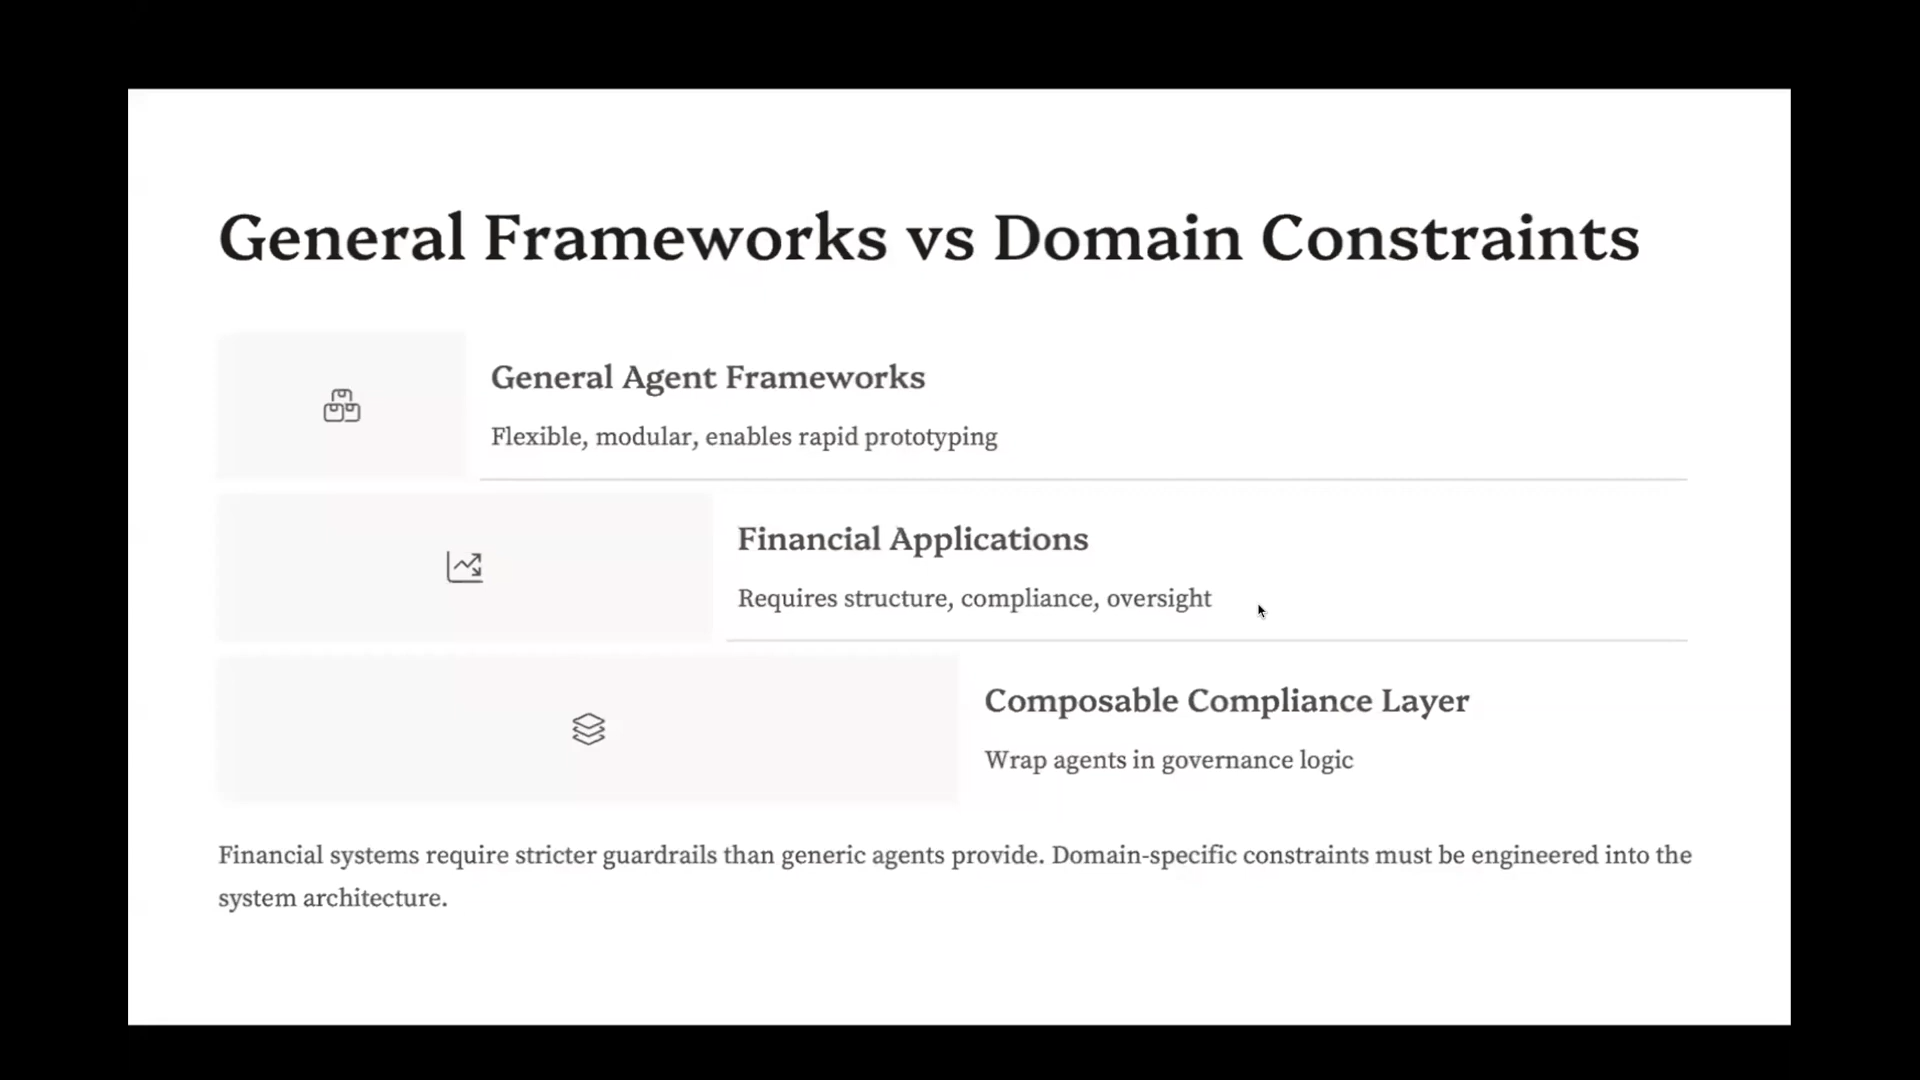 General Frameworks vs Domain Constraints
General Agent Frameworks
Flexible, modular, enables rapid prototyping
Financial Applications
Requires structure, compliance, oversight
Composable Compliance Layer
Wrap agents in governance logic
Financial systems require stricter guardrails than generic agents provide. Domain-specific constraints must be engineered into the
system architecture.